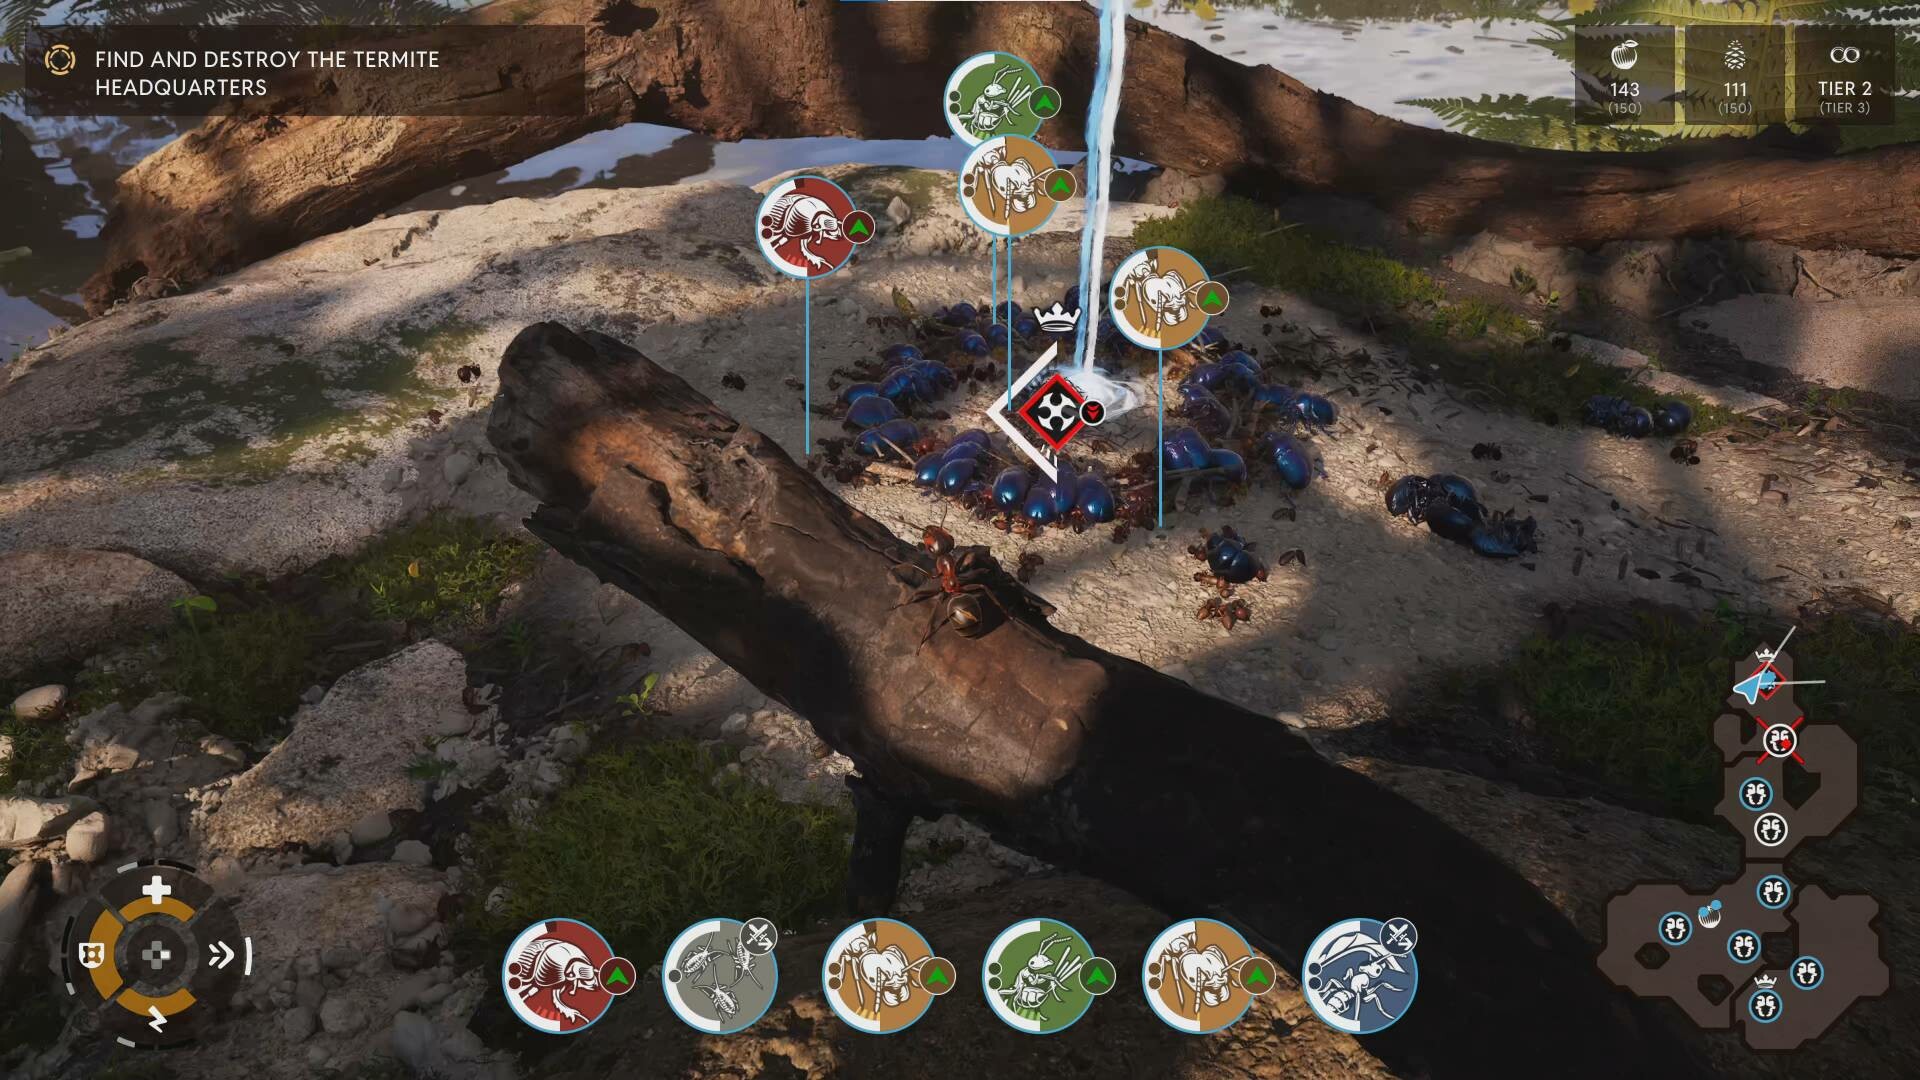 FIND AND DESTROY THE TERMITE
HEADQUARTERS
143
(150)
111
(150)
TIER 2
(TIER 3)